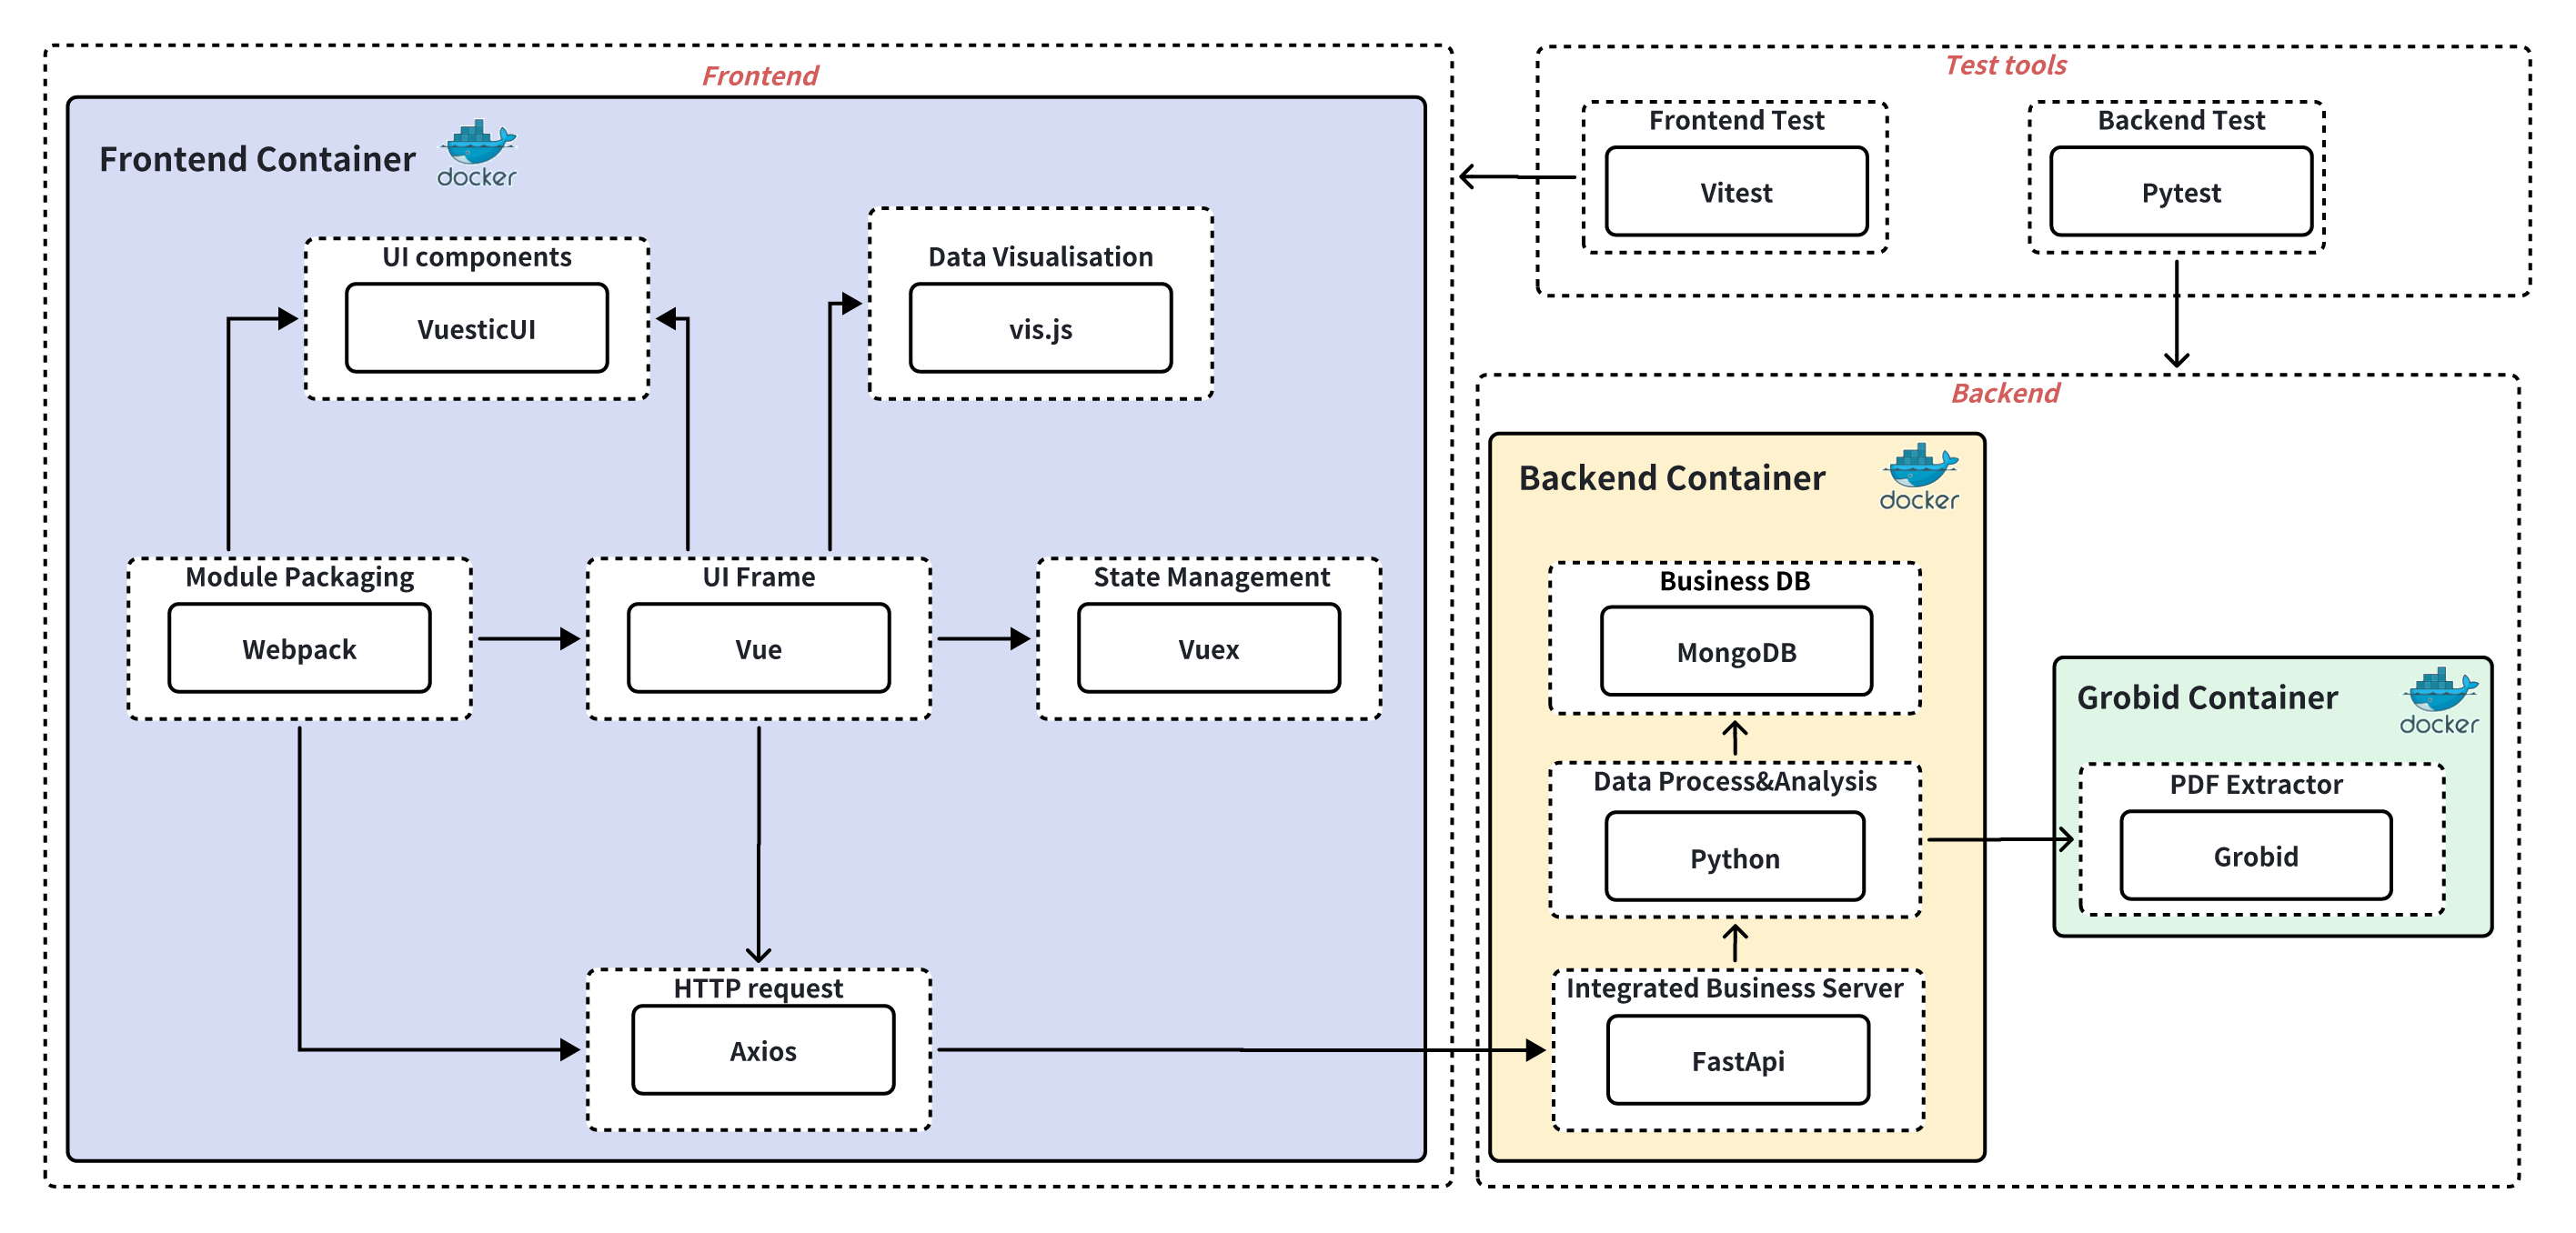 Frontend
Frontend Container
docker
UI components
VuesticUI
Data Visualisation
vis.js
Module Packaging
Webpack
UI Frame
Vue
State Management
Vuex
HTTP request
Axios
Test tools
Frontend Test
Vitest
Backend Test
Pytest
Backend
Backend Container
docker
Business DB
MongoDB
Data Process&Analysis
Python
Integrated Business Server
FastApi
Grobid Container
docker
PDF Extractor
Grobid